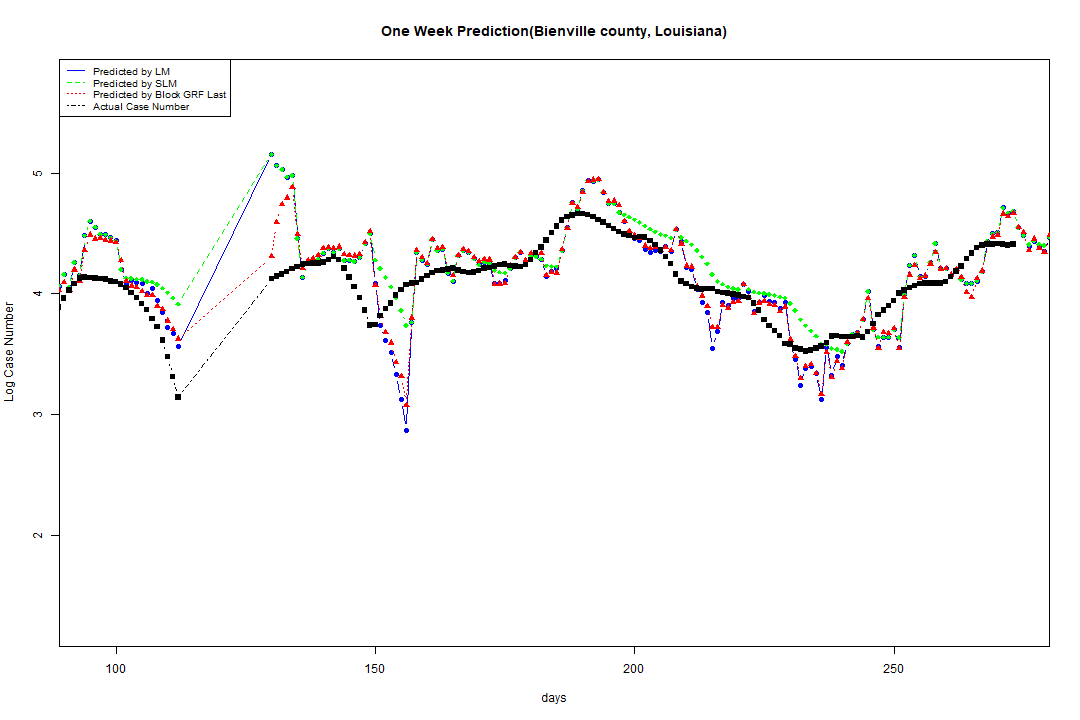 One Week Prediction(Bienville county, Louisiana)
Predicted by LM
Predicted by SLM
Predicted by Block GRF Last
Actual Case Number
5
4
3
2
Log Case Number
100 150 200 250
days